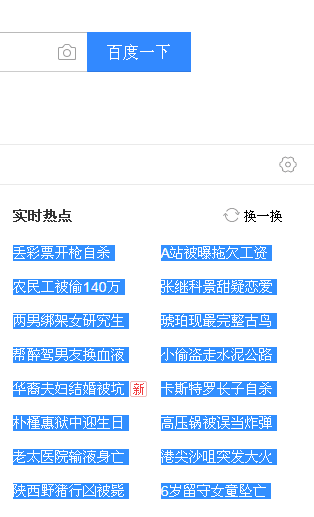 百度一下
实时热点 换一换
丢彩票开枪自杀 A站被曝拖欠工资
农民工被偷140万 张继科景甜疑恋爱
两男绑架女研究生 琥珀现最完整古鸟
帮醉驾男友换血液 小偷盗走水泥公路
华裔夫妇结婚被坑 新 卡斯特罗长子自杀
朴槿惠狱中迎生日 高压锅被误当炸弹
老太医院输液身亡 港尖沙咀突发大火
陕西野猪行凶被毙 6岁留守女童坠亡